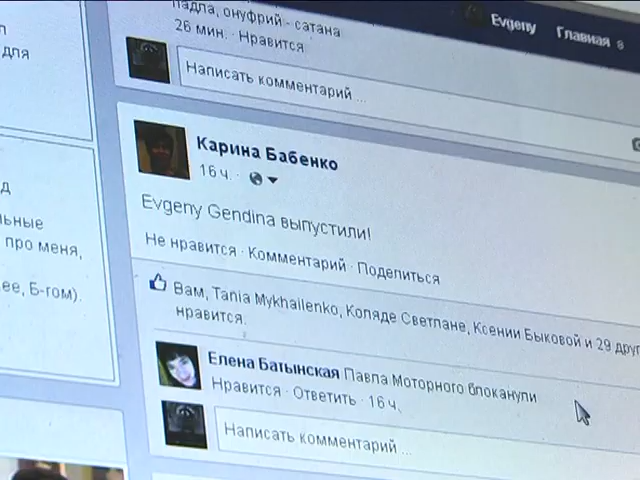 падла, онуфрий - сатана
Evgeny Главная 8
26 мин. · Нравится
для
Написать комментарий ...
Карина Бабенко
16 ч. ·
Evgeny Gendina выпустили!
ьные
про меня,
ее, Б-гом).
Не нравится · Комментарий · Поделиться
Вам, Tania Mykhailenko, Коляде Светлане, Ксении Быковой и 29 друг
нравится.
Елена Батынская Павла Моторного блоканули
Нравится · Ответить · 16 ч.
Написать комментарий ...